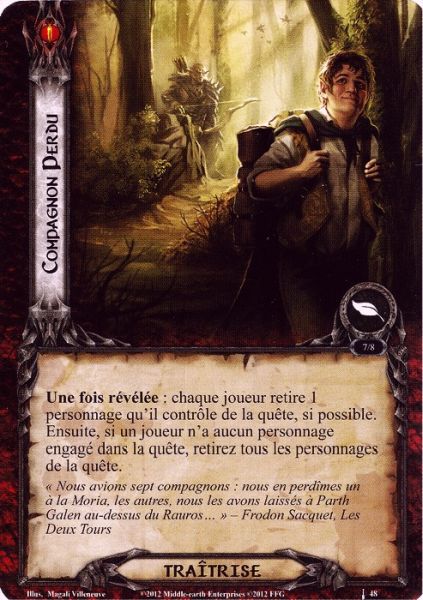 COMPAGNON PERDU
7/8
Une fois révélée : chaque joueur retire 1
personnage qu'il contrôle de la quête, si possible.
Ensuite, si un joueur n'a aucun personnage
engagé dans la quête, retirez tous les personnages
de la quête.
« Nous avions sept compagnons : nous en perdîmes un
à la Moria, les autres, nous les avons laissés à Parth
Galen au-dessus du Rauros… » – Frodon Sacquet, Les
Deux Tours
TRAÎTRISE
Illus. Magali Villeneuve ©2012 Middle-earth Enterprises ©2012 FFG 48